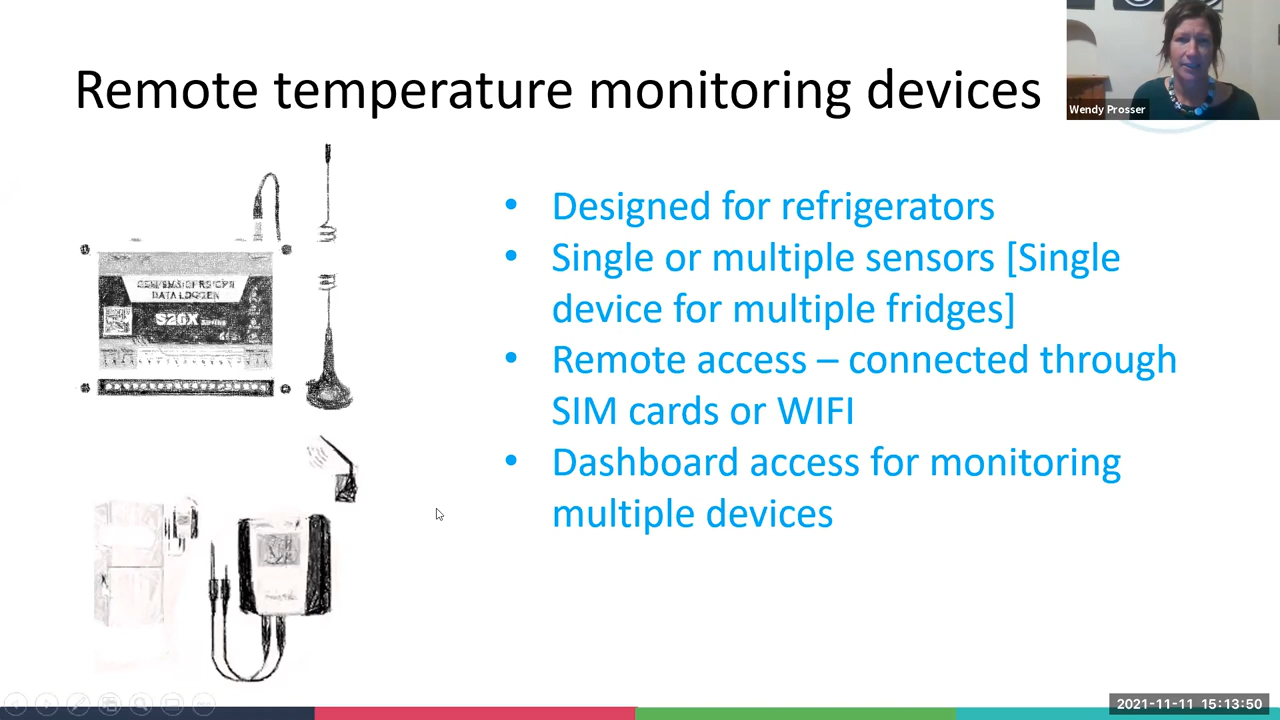 Remote temperature monitoring devices
Wendy Prosser
• Designed for refrigerators
• Single or multiple sensors [Single
device for multiple fridges]
• Remote access – connected through
SIM cards or WIFI
• Dashboard access for monitoring
multiple devices
DATA LOGGER
S26X
2021-11-11 15:13:50